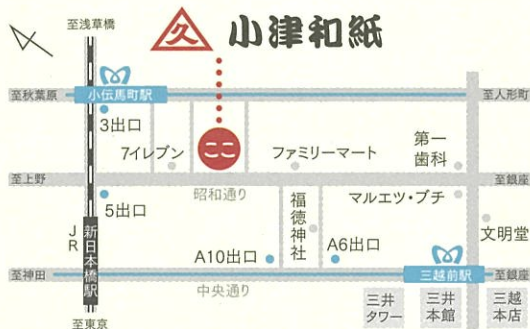 至浅草橋
久
小津和紙
至秋葉原
小伝馬町駅
至人形町
3出口
7イレブン
ここ
ファミリーマート
第一
歯科
至上野
昭和通り
至銀座
5出口
福徳神社
マルエツ・プチ
文明堂
JR
新日本橋駅
A10出口
A6出口
至神田
中央通り
三越前駅
至銀座
三井
タワー
三井
本館
三越
本店
至東京